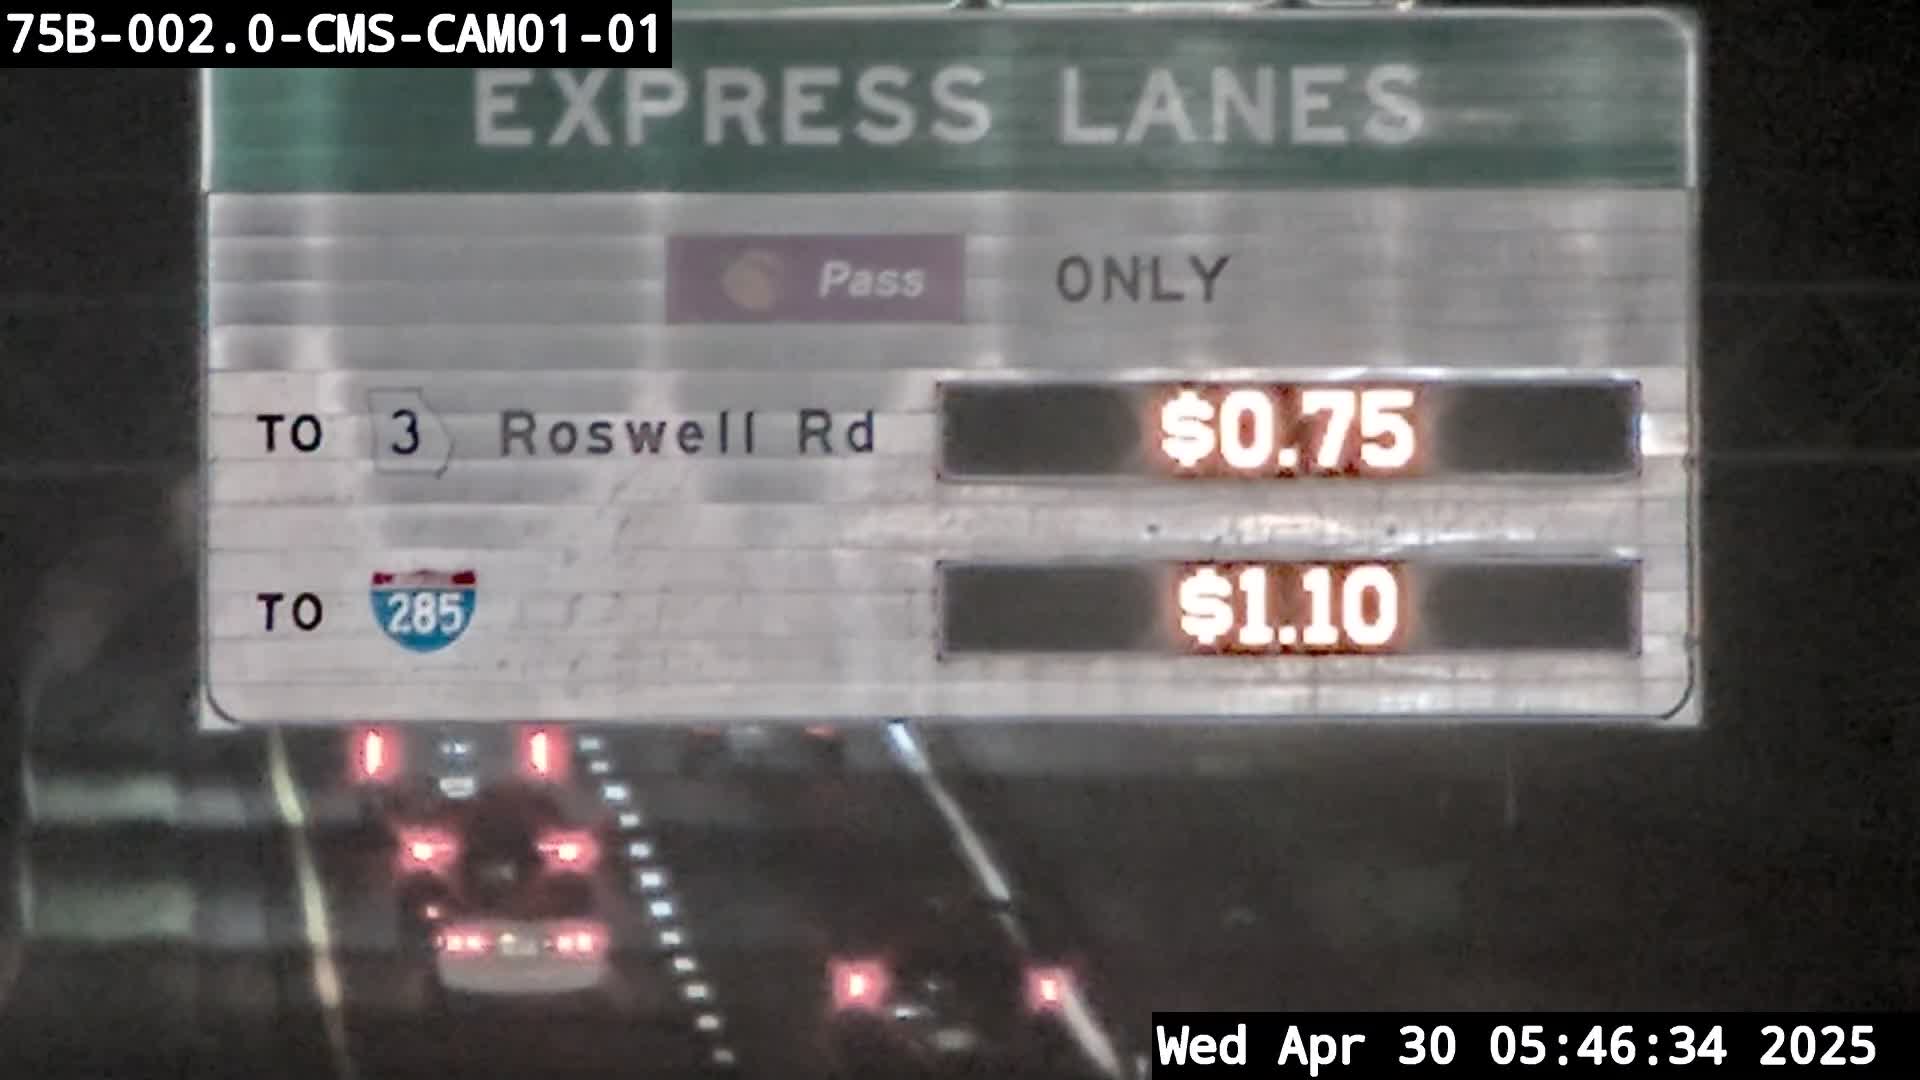 75B-002.0-CMS-CAM01-01
EXPRESS LANES
Pass ONLY
TO 3 Roswell Rd $0.75
TO 285 $1.10
Wed Apr 30 05:46:34 2025